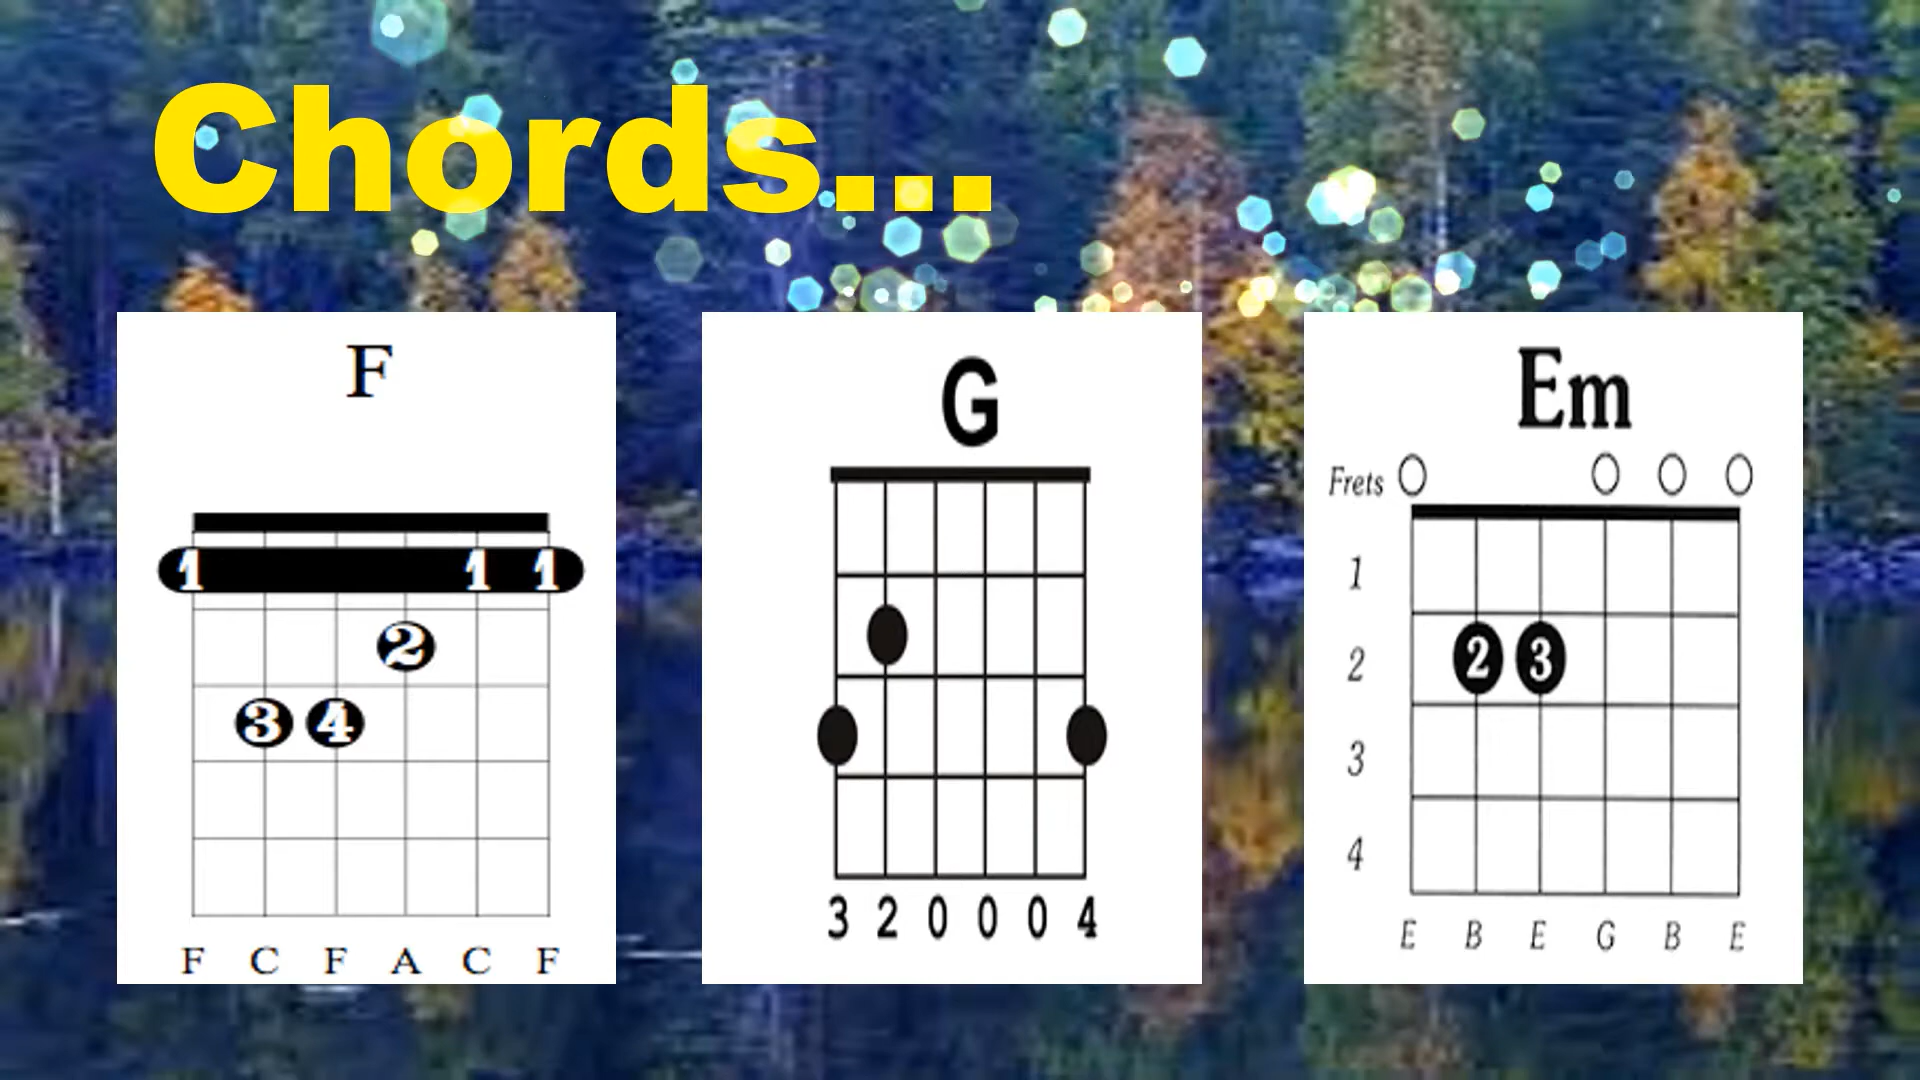 Chords...
F
1 1 1
2
3 4
F C F A C F
G
3 2 0 0 0 4
Em
Frets O O O O
1
2 2 3
3
4
E B E G B E